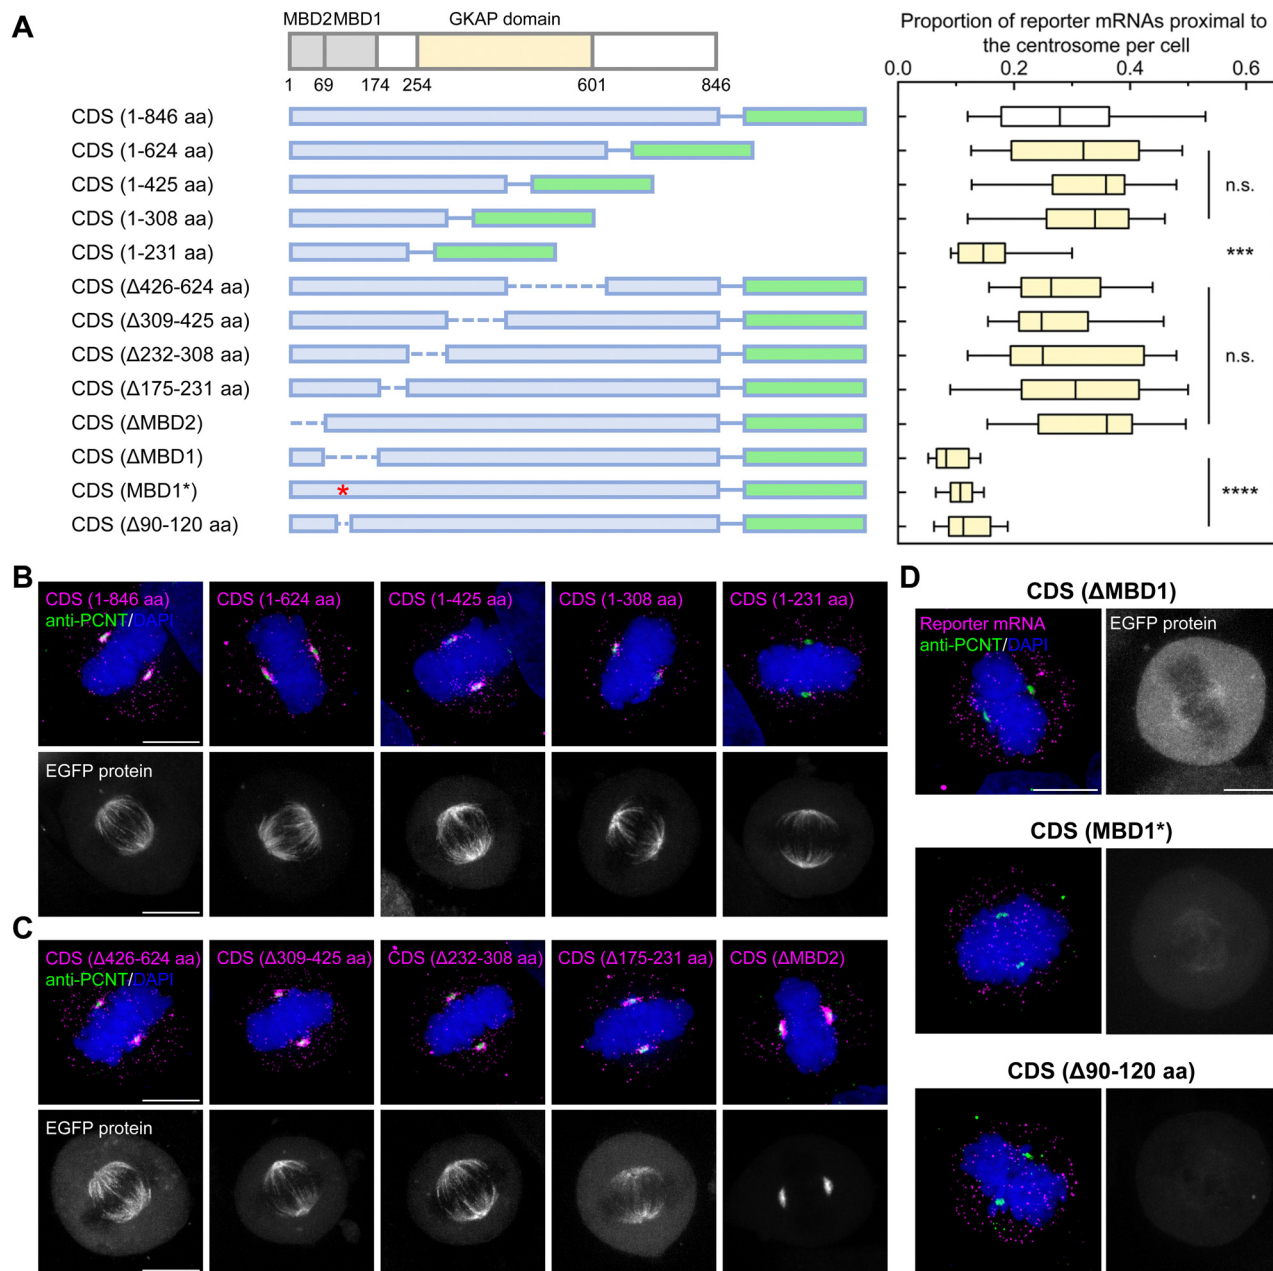 A
MBD2 MBD1 GKAP domain
1 69 174 254 601 846
Proportion of reporter mRNAs proximal to
the centrosome per cell
0.0 0.2 0.4 0.6
CDS (1-846 aa)
CDS (1-624 aa)
CDS (1-425 aa)
n.s.
CDS (1-308 aa)
CDS (1-231 aa)
***
CDS (Δ426-624 aa)
CDS (Δ309-425 aa)
CDS (Δ232-308 aa)
n.s.
CDS (Δ175-231 aa)
CDS (ΔMBD2)
CDS (ΔMBD1)
CDS (MBD1*)
*
****
CDS (Δ90-120 aa)
B
CDS (1-846 aa)
anti-PCNT/DAPI
CDS (1-624 aa)
CDS (1-425 aa)
CDS (1-308 aa)
CDS (1-231 aa)
EGFP protein
C
CDS (Δ426-624 aa)
anti-PCNT/DAPI
CDS (Δ309-425 aa)
CDS (Δ232-308 aa)
CDS (Δ175-231 aa)
CDS (ΔMBD2)
EGFP protein
D
CDS (ΔMBD1)
Reporter mRNA
anti-PCNT/DAPI
EGFP protein
CDS (MBD1*)
CDS (Δ90-120 aa)